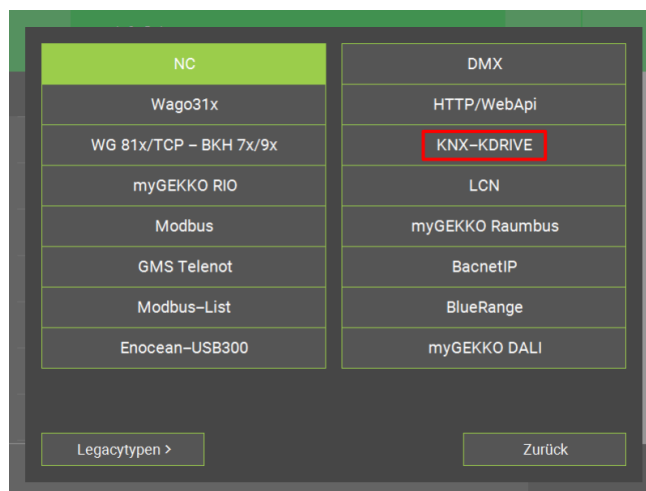 NC
DMX
Wago31x
HTTP/WebApi
WG 81x/TCP – BKH 7x/9x
KNX–KDRIVE
myGEKKO RIO
LCN
Modbus
myGEKKO Raumbus
GMS Telenot
BacnetIP
Modbus–List
BlueRange
Enocean–USB300
myGEKKO DALI
Legacytypen >
Zurück